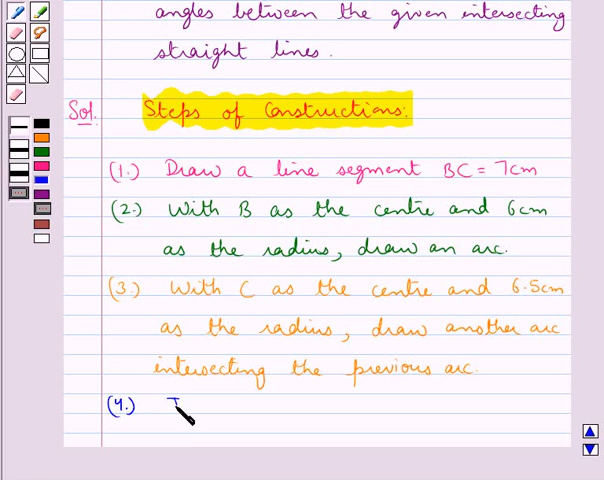 angles between the given intersecting
straight lines.
Sol. Steps of Constructions:
(1.) Draw a line segment BC = 7cm
(2.) With B as the centre and 6cm
as the radius, draw an arc.
(3.) With C as the centre and 6.5cm
as the radius, draw another arc
intersecting the previous arc.
(4.)